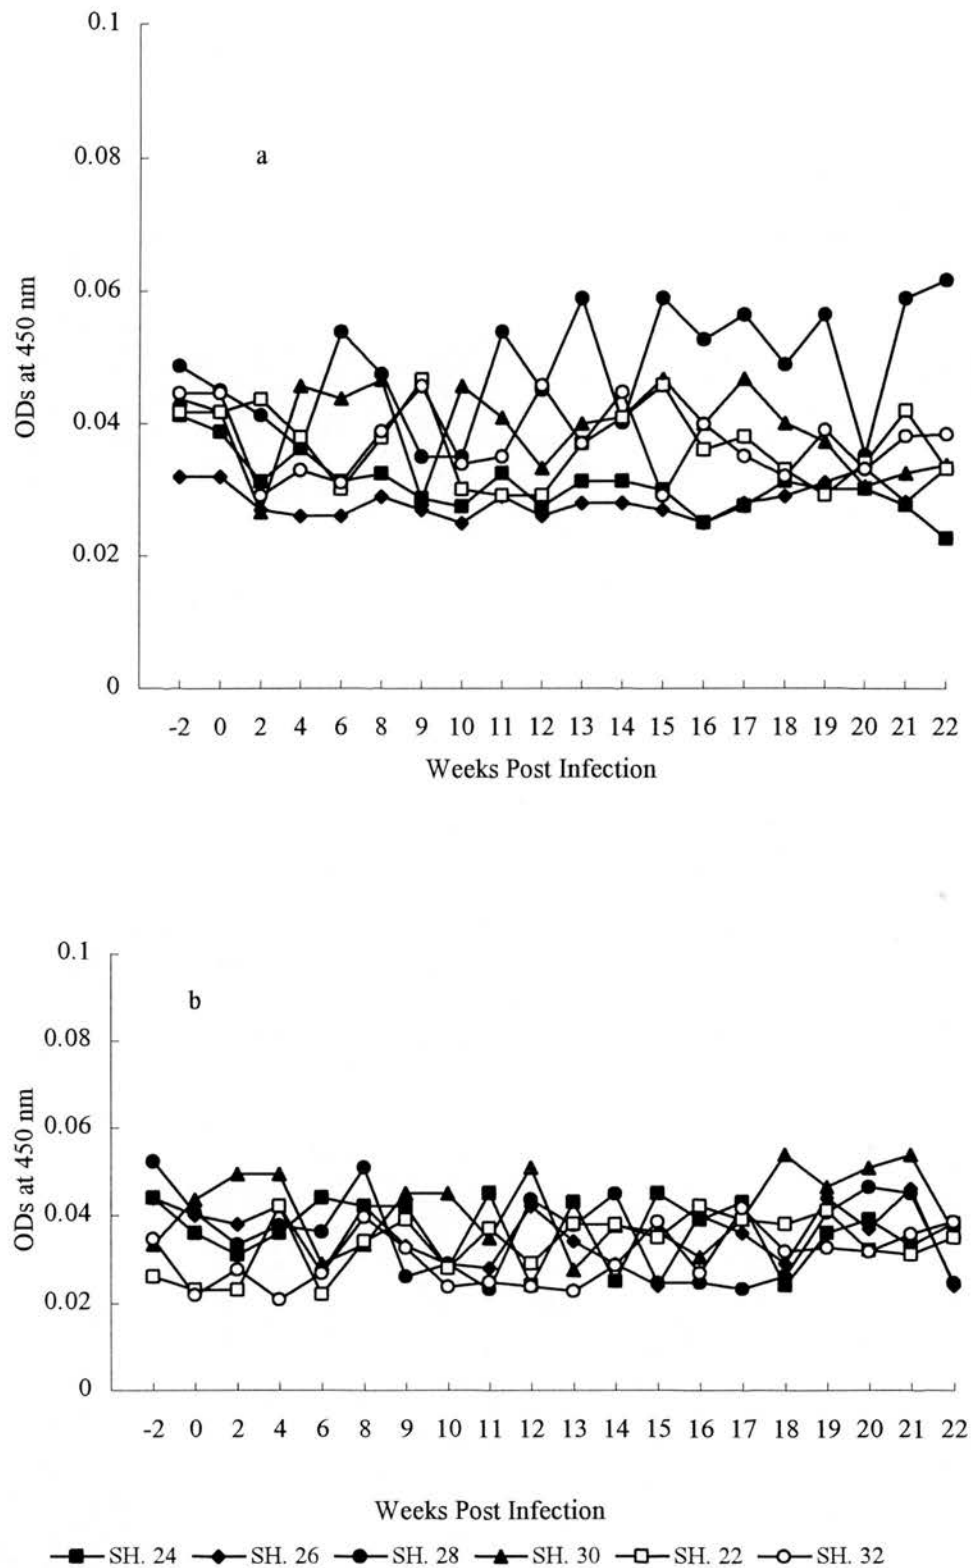 0.1
a
0.08
0.06
0.04
0.02
0
ODs at 450 nm
-2 0 2 4 6 8 9 10 11 12 13 14 15 16 17 18 19 20 21 22
Weeks Post Infection
0.1
b
0.08
0.06
0.04
0.02
0
ODs at 450 nm
-2 0 2 4 6 8 9 10 11 12 13 14 15 16 17 18 19 20 21 22
Weeks Post Infection
SH. 24 SH. 26 SH. 28 SH. 30 SH. 22 SH. 32